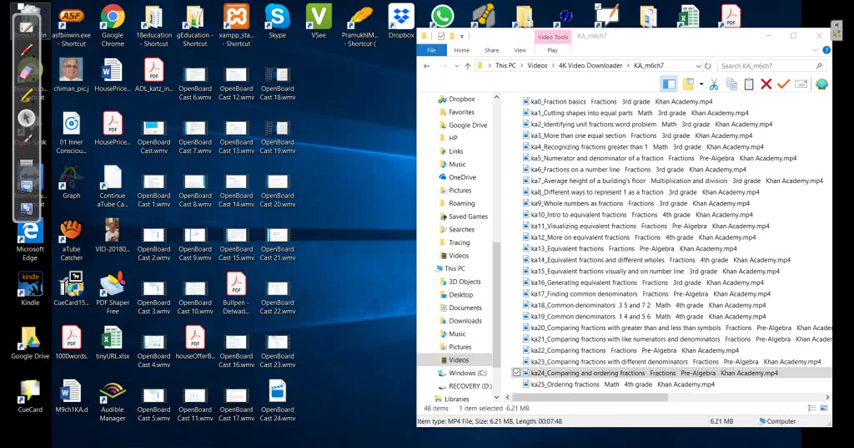 asfbinwin.exe - Shortcut
Google Chrome
18education - Shortcut
gEducation - Shortcut
xampp_sta... - Shortcut
Skype
VSee
PramukhIM... Shortcut (
Dropbox
chiman_pic.j
HousePrice...
ADL_katz_in...
OpenBoard Cast 6.wmv
OpenBoard Cast 12.wmv
OpenBoard Cast 18.wmv
01 Inner Conscious...
HousePrice...
OpenBoard Cast.wmv
OpenBoard Cast 7.wmv
OpenBoard Cast 13.wmv
OpenBoard Cast 19.wmv
Graph
Continue aTube Ca...
OpenBoard Cast 1.wmv
OpenBoard Cast 8.wmv
OpenBoard Cast 14.wmv
OpenBoard Cast 20.wmv
Microsoft Edge
aTube Catcher
VID-20180...
OpenBoard Cast 2.wmv
OpenBoard Cast 9.wmv
OpenBoard Cast 15.wmv
OpenBoard Cast 21.wmv
Kindle
CueCard15...
PDF Shaper Free
OpenBoard Cast 3.wmv
OpenBoard Cast 10.wmv
Bullpen - Delwad...
OpenBoard Cast 22.wmv
Google Drive
1000words...
tinyURL.xlsx
OpenBoard Cast 4.wmv
houseOfferB...
OpenBoard Cast 16.wmv
OpenBoard Cast 23.wmv
CueCard
M9ch1KA.d
Audible Manager
OpenBoard Cast 5.wmv
OpenBoard Cast 11.wmv
OpenBoard Cast 17.wmv
OpenBoard Cast 24.wmv
Video Tools
KA_m6ch7
File Home Share View Play
This PC > Videos > 4K Video Downloader > KA_m6ch7
Search KA_m6ch7
Dropbox
Favorites
Google Drive
HP
Links
Music
OneDrive
Pictures
Roaming
Saved Games
Searches
Tracing
Videos
This PC
3D Objects
Desktop
Documents
Downloads
Music
Pictures
Videos
Windows (C:)
RECOVERY (D:)
Libraries
ka0_Fraction basics Fractions 3rd grade Khan Academy.mp4
ka1_Cutting shapes into equal parts Math 3rd grade Khan Academy.mp4
ka2_Identifying unit fractions word problem Math 3rd grade Khan Academy.mp4
ka3_More than one equal section Fractions 3rd grade Khan Academy.mp4
ka4_Recognizing fractions greater than 1 Math 3rd grade Khan Academy.mp4
ka5_Numerator and denominator of a fraction Fractions Pre-Algebra Khan Academy.mp4
ka6_Fractions on a number line Fractions 3rd grade Khan Academy.mp4
ka7_Average height of a building's floor Multiplication and division 3rd grade Khan Academy.mp4
ka8_Different ways to represent 1 as a fraction 3rd grade Khan Academy.mp4
ka9_Whole numbers as fractions Fractions 3rd grade Khan Academy.mp4
ka10_Intro to equivalent fractions Fractions 4th grade Khan Academy.mp4
ka11_Visualizing equivalent fractions Fractions Pre-Algebra Khan Academy.mp4
ka12_More on equivalent fractions Fractions 4th grade Khan Academy.mp4
ka13_Equivalent fractions Fractions Pre-Algebra Khan Academy.mp4
ka14_Equivalent fractions and different wholes Fractions 4th grade Khan Academy.mp4
ka15_Equivalent fractions visually and on number line 3rd grade Khan Academy.mp4
ka16_Generating equivalent fractions Fractions 3rd grade Khan Academy.mp4
ka17_Finding common denominators Fractions Pre-Algebra Khan Academy.mp4
ka18_Common denominators 3 5 and 7 2 Math 4th grade Khan Academy.mp4
ka19_Common denominators 1 4 and 5 6 Math 4th grade Khan Academy.mp4
ka20_Comparing fractions with greater than and less than symbols Fractions Pre-Algebra Khan Academy
ka21_Comparing fractions with like numerators and denominators Fractions Pre-Algebra Khan Academy.
ka22_Comparing fractions Fractions Pre-Algebra Khan Academy.mp4
ka23_Comparing fractions with different denominators Fractions Pre-Algebra Khan Academy.mp4
ka24_Comparing and ordering fractions Fractions Pre-Algebra Khan Academy.mp4
ka25_Ordering fractions Math 4th grade Khan Academy.mp4
48 items 1 item selected 6.21 MB
Item type: MP4 File, Size: 6.21 MB, Length: 00:07:48
6.21 MB
Computer